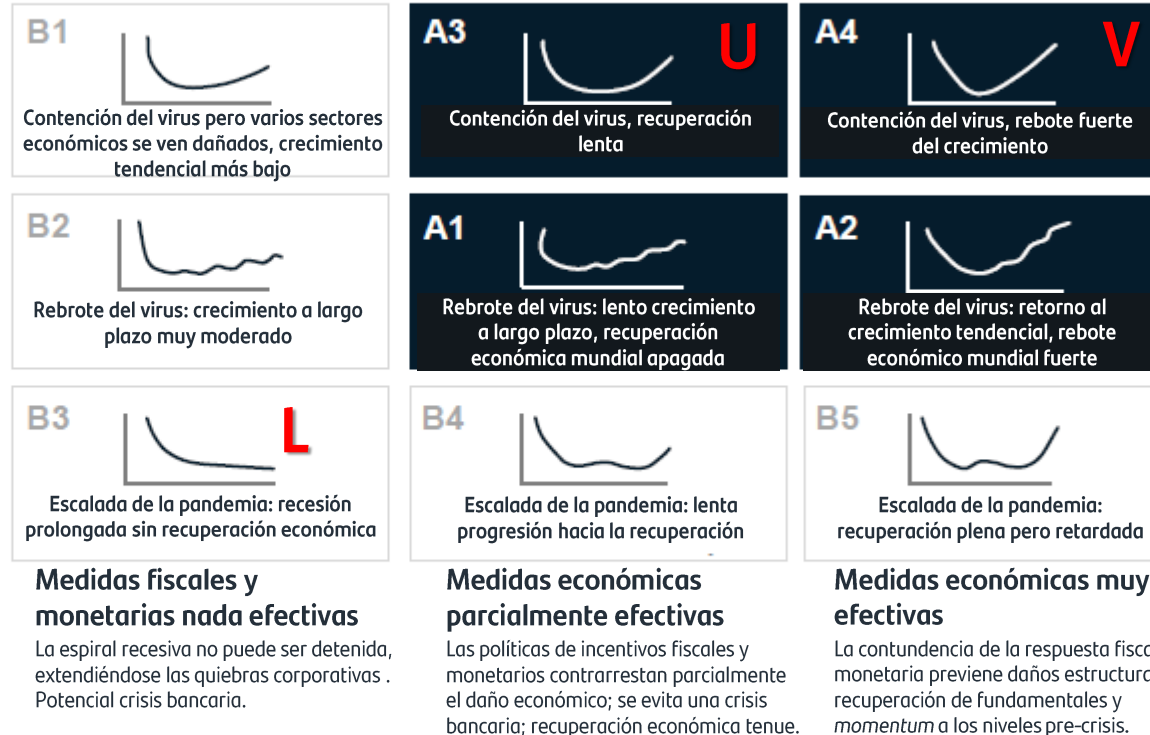 B1
Contención del virus pero varios sectores
económicos se ven dañados, crecimiento
tendencial más bajo
A3
U
Contención del virus, recuperación
lenta
A4
V
Contención del virus, rebote fuerte
del crecimiento
B2
Rebrote del virus: crecimiento a largo
plazo muy moderado
A1
Rebrote del virus: lento crecimiento
a largo plazo, recuperación
económica mundial apagada
A2
Rebrote del virus: retorno al
crecimiento tendencial, rebote
económico mundial fuerte
B3
L
Escalada de la pandemia: recesión
prolongada sin recuperación económica
B4
Escalada de la pandemia: lenta
progresión hacia la recuperación
B5
Escalada de la pandemia:
recuperación plena pero retardada
Medidas fiscales y
monetarias nada efectivas
La espiral recesiva no puede ser detenida,
extendiéndose las quiebras corporativas .
Potencial crisis bancaria.
Medidas económicas
parcialmente efectivas
Las políticas de incentivos fiscales y
monetarios contrarrestan parcialmente
el daño económico; se evita una crisis
bancaria; recuperación económica tenue.
Medidas económicas muy
efectivas
La contundencia de la respuesta fisca
monetaria previene daños estructura
recuperación de fundamentales y
momentum a los niveles pre-crisis.